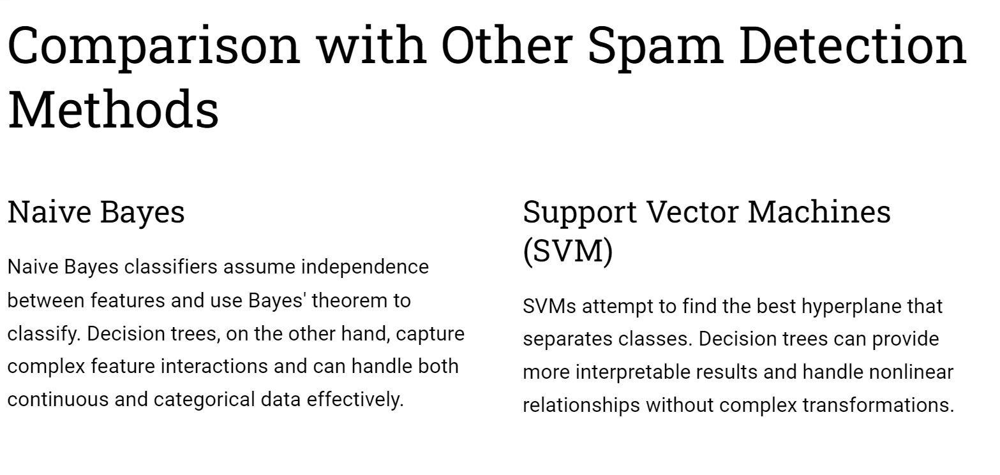 Comparison with Other Spam Detection
Methods
Naive Bayes
Naive Bayes classifiers assume independence
between features and use Bayes' theorem to
classify. Decision trees, on the other hand, capture
complex feature interactions and can handle both
continuous and categorical data effectively.
Support Vector Machines
(SVM)
SVMs attempt to find the best hyperplane that
separates classes. Decision trees can provide
more interpretable results and handle nonlinear
relationships without complex transformations.